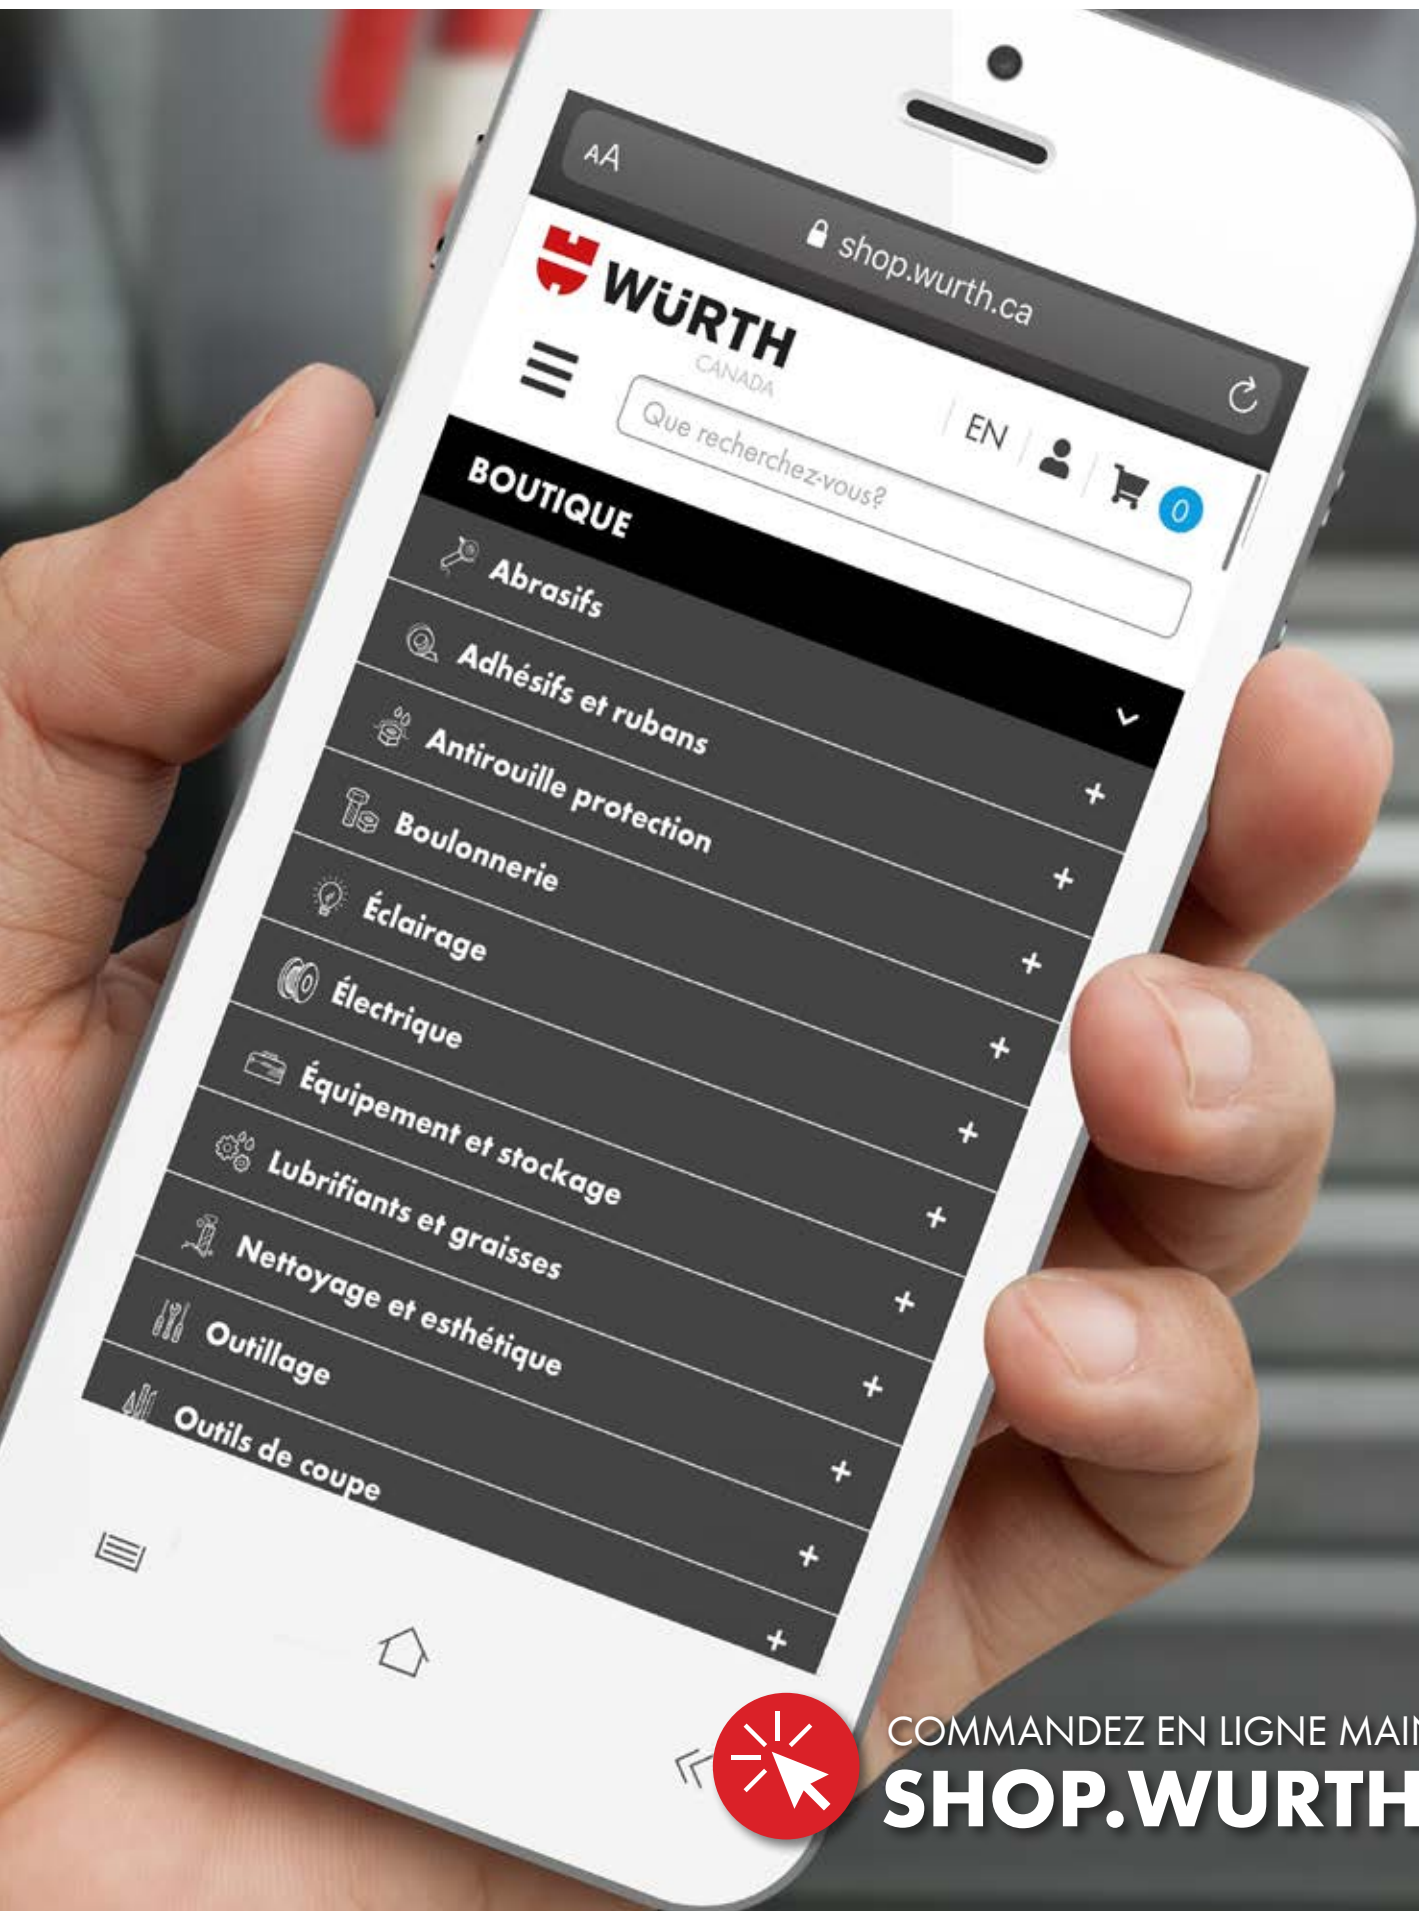 AA
shop.wurth.ca
WÜRTH
CANADA
EN
0
Que recherchez-vous?
BOUTIQUE
Abrasifs
Adhésifs et rubans
Antirouille protection
Boulonnerie
Éclairage
Électrique
Équipement et stockage
Lubrifiants et graisses
Nettoyage et esthétique
Outillage
Outils de coupe
COMMANDEZ EN LIGNE MAIN
SHOP.WURTH